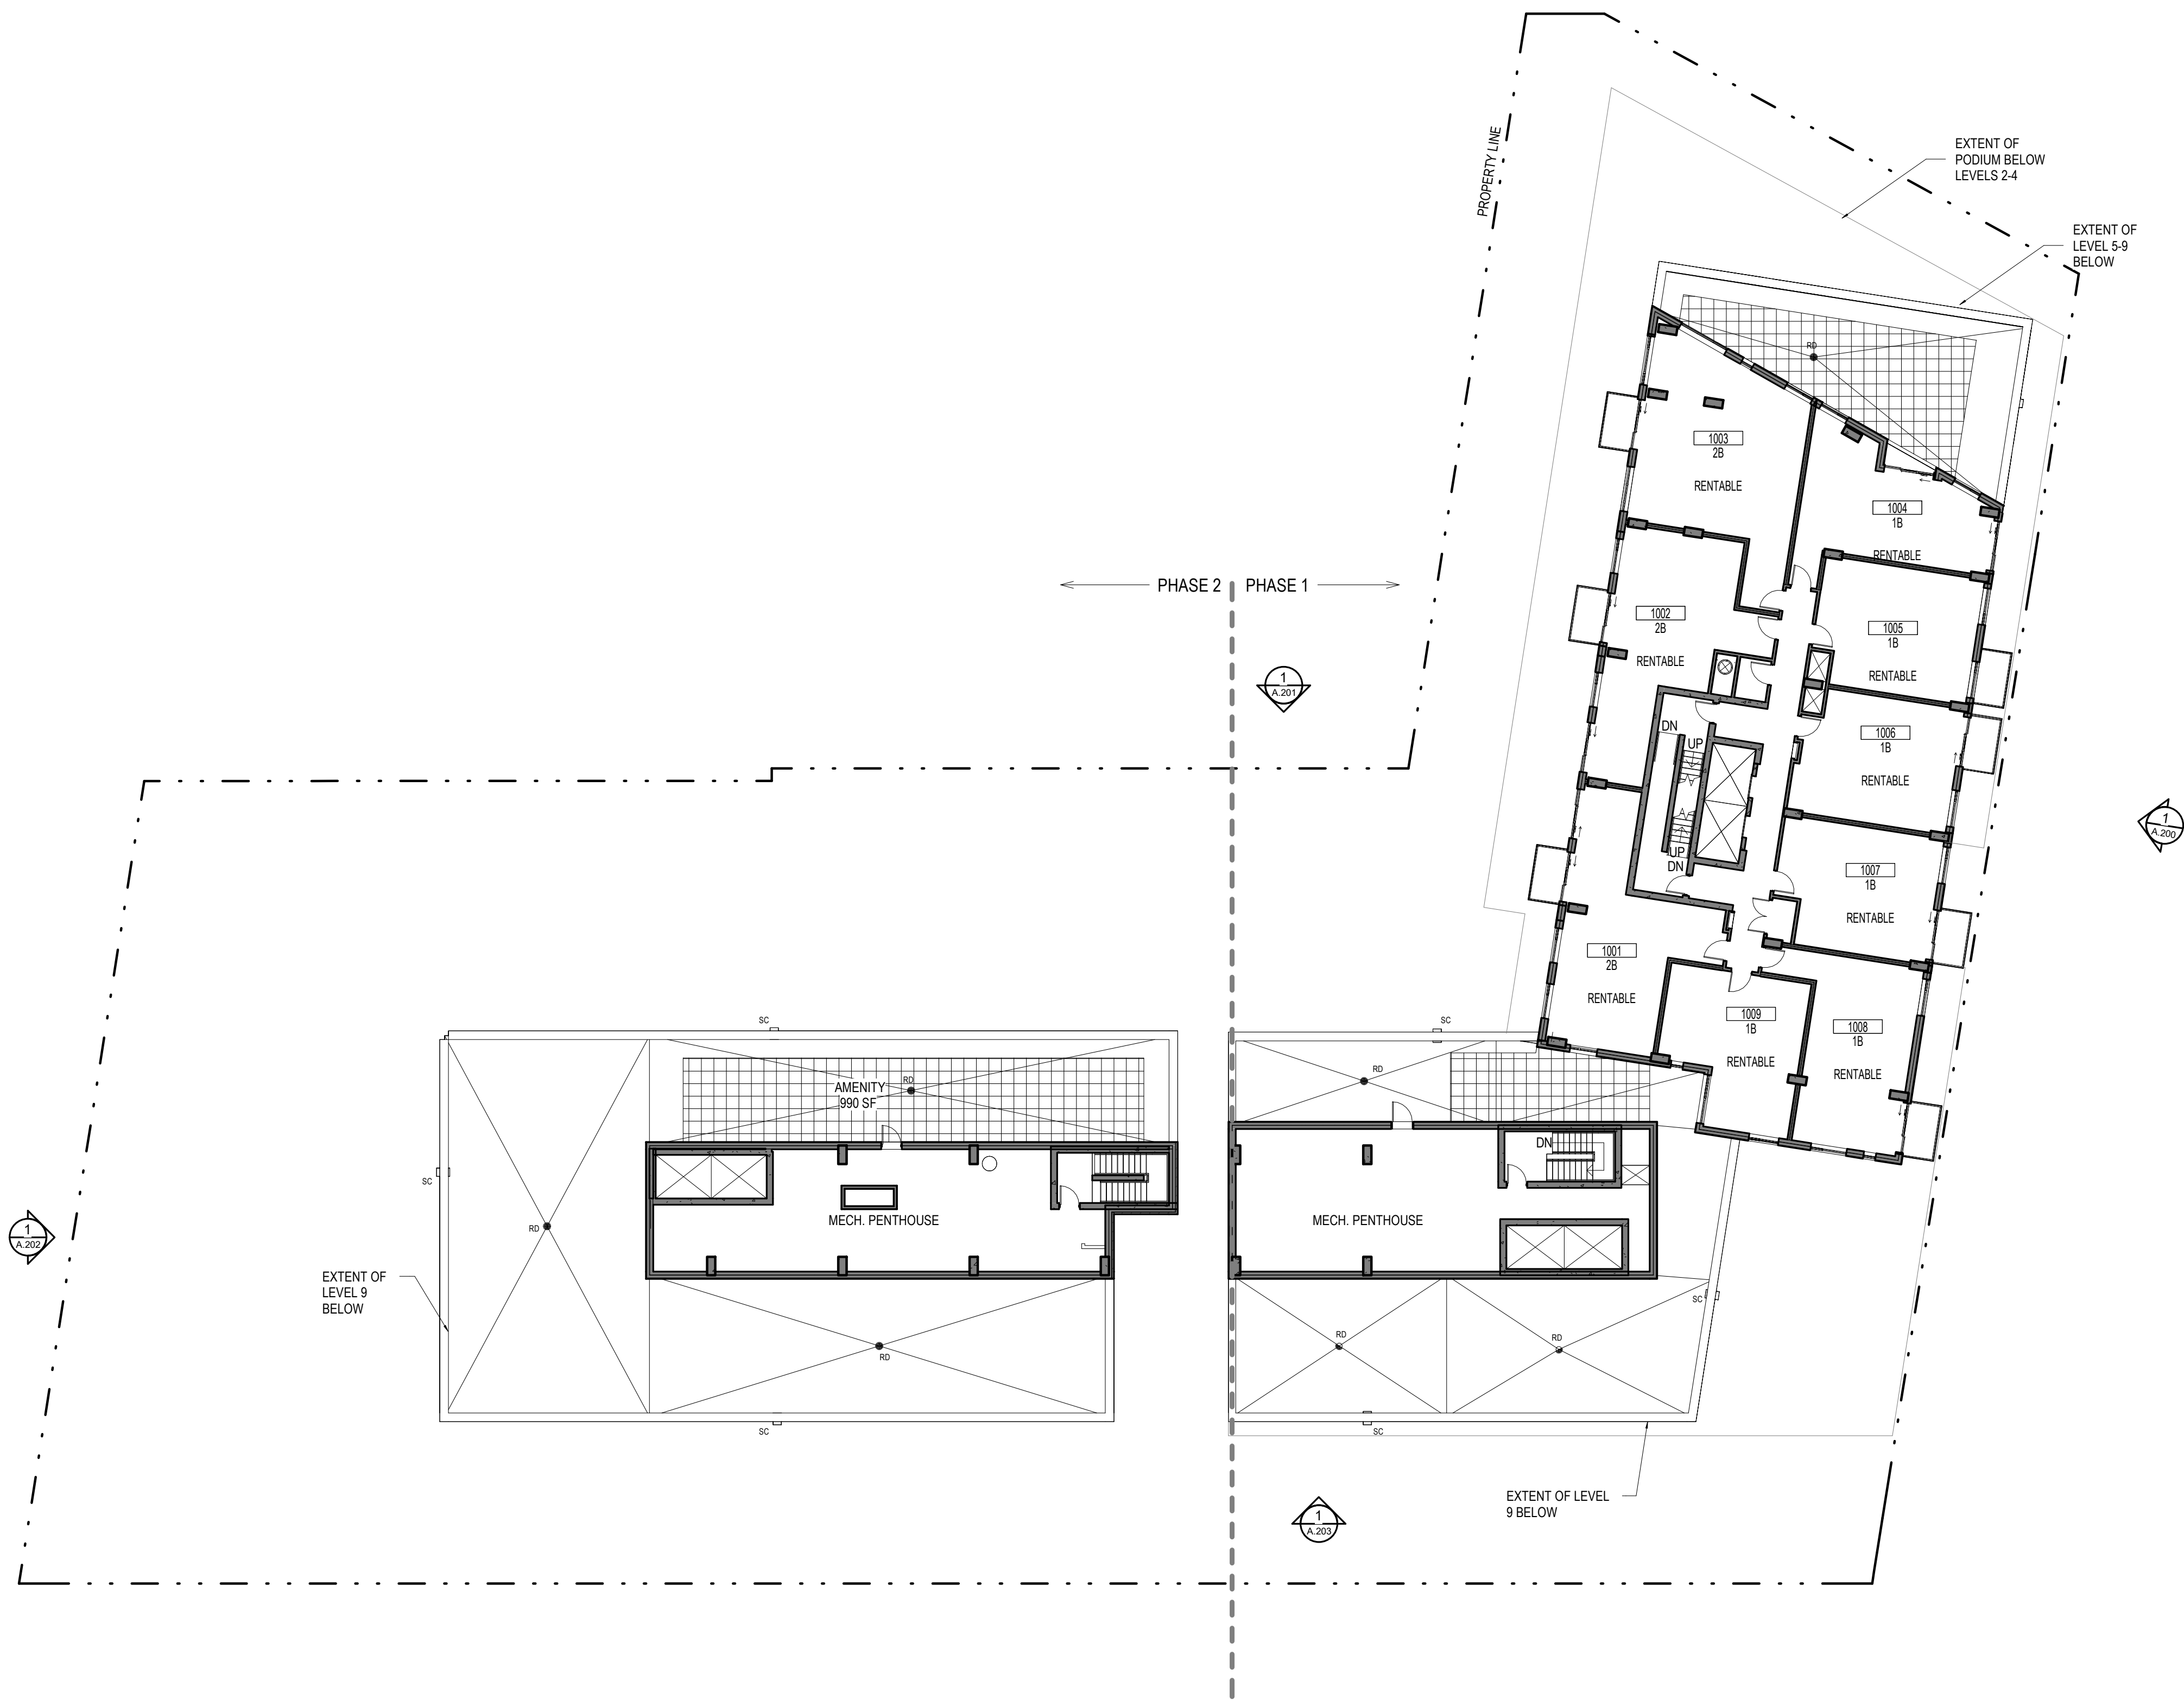 PROPERTY LINE
EXTENT OF
PODIUM BELOW
LEVELS 2-4
EXTENT OF
LEVEL 5-9
BELOW
RD
1003
2B
RENTABLE
1004
1B
RENTABLE
PHASE 2
PHASE 1
1002
2B
RENTABLE
1005
1B
RENTABLE
1
A.201
DN
UP
1006
1B
RENTABLE
1
A.200
UP
DN
1007
1B
RENTABLE
1001
2B
RENTABLE
1009
1B
RENTABLE
1008
1B
RENTABLE
SC
SC
AMENITY
990 SF
RD
RD
DN
SC
RD
MECH. PENTHOUSE
MECH. PENTHOUSE
1
A.202
EXTENT OF
LEVEL 9
BELOW
SC
RD
RD
RD
SC
SC
EXTENT OF LEVEL
9 BELOW
1
A.203